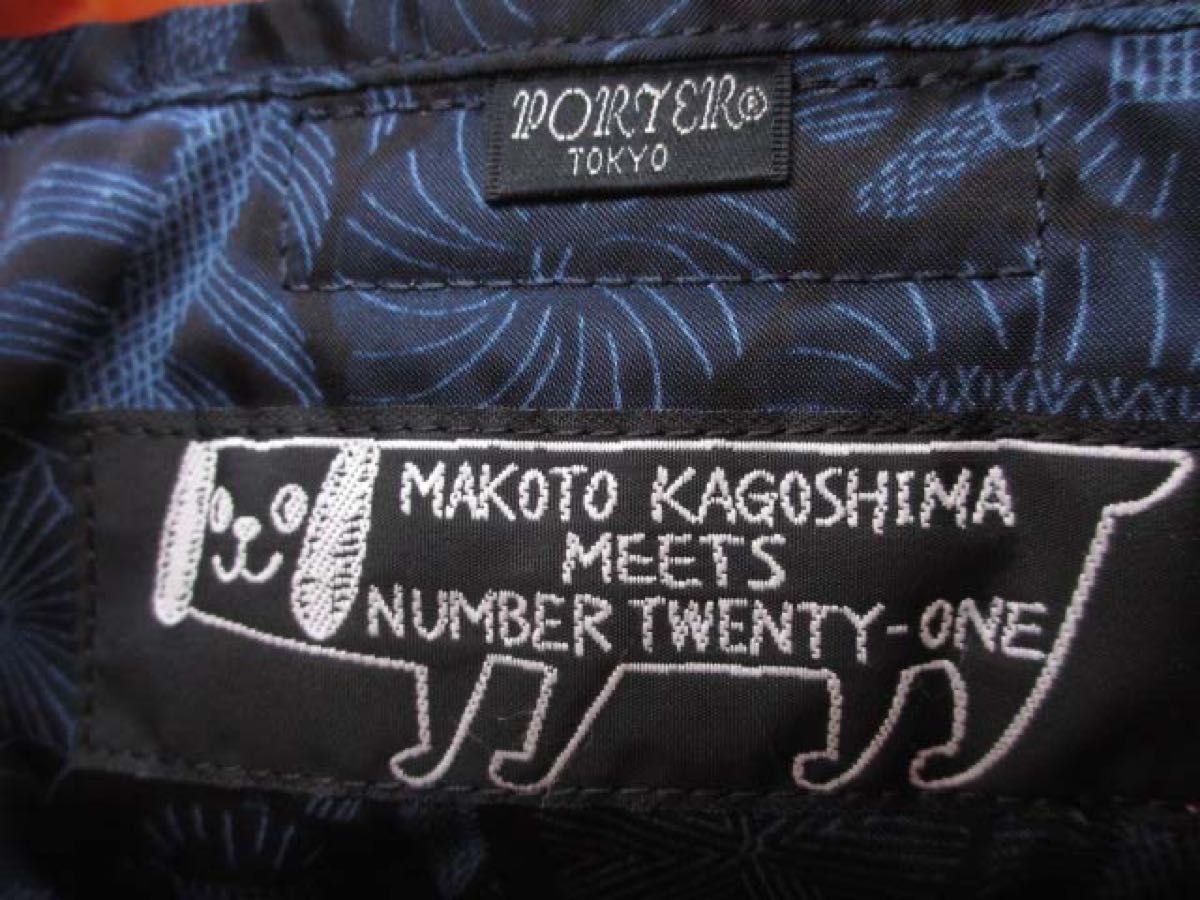 PORTER®
TOKYO
MAKOTO KAGOSHIMA
MEETS
NUMBER TWENTY-ONE